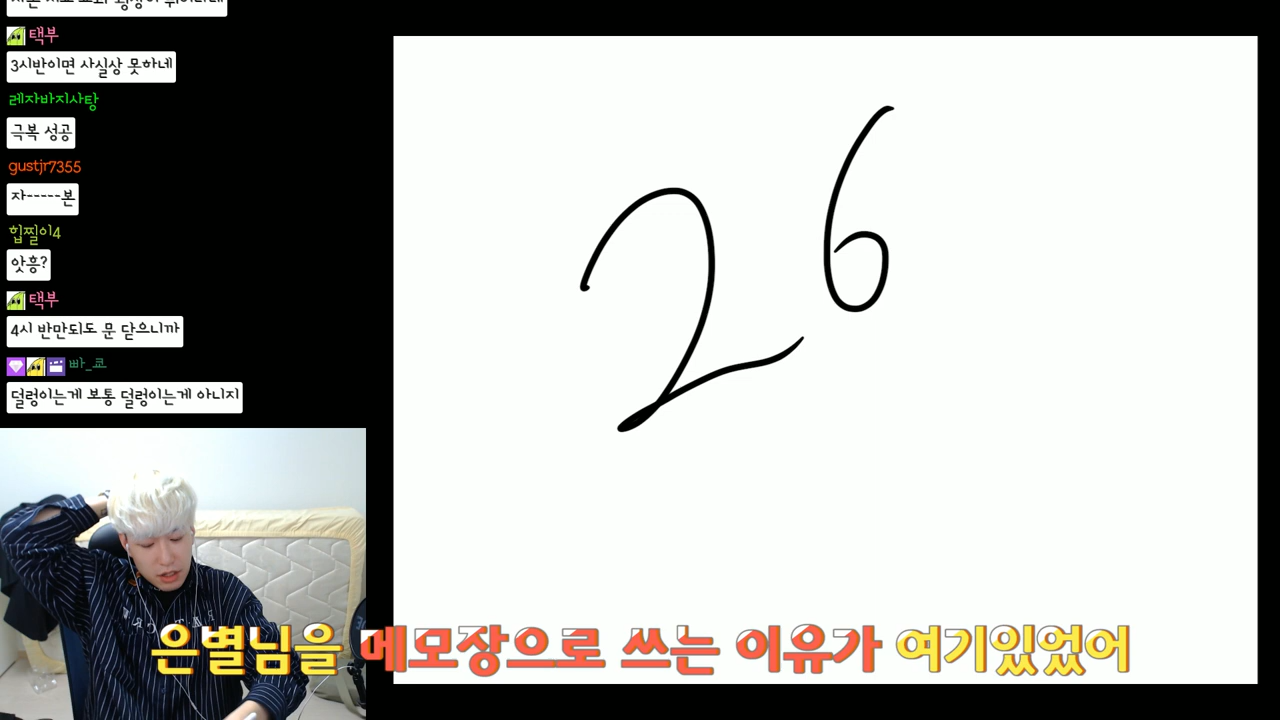 택부
3시반이면 사실상 못하네
레자바지사탕
극복 성공
gustjr7355
자-----본
힙찔이4
앗흥?
택부
4시 반만되도 문 닫으니까
빠_쿄
덜렁이는게 보통 덜렁이는게 아니지
26
은별님을 메모장으로 쓰는 이유가 여기있었어